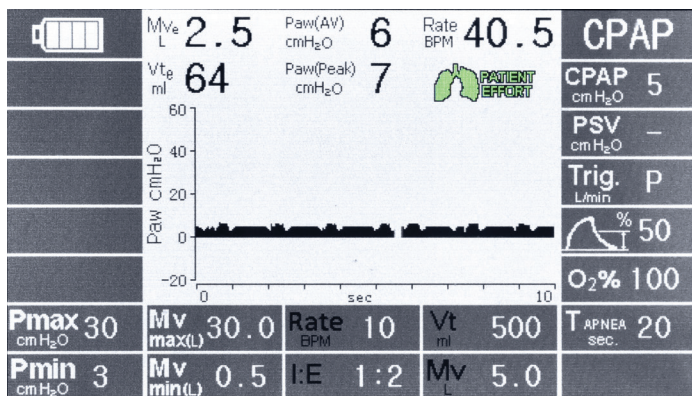 MVe L 2.5 Paw(AV) cmH₂O 6 Rate BPM 40.5 CPAP
Vte ml 64 Paw(Peak) cmH₂O 7 PATIENT EFFORT
CPAP cmH₂O 5
PSV cmH₂O –
Trig. L/min P
% 50
O₂% 100
Paw cmH₂O
60
40
20
0
-20
0 sec 10
Pmax cmH₂O 30 Mv max(L) 30.0 Rate BPM 10 Vt ml 500 T APNEA sec. 20
Pmin cmH₂O 3 Mv min(L) 0.5 I:E 1:2 Mv L 5.0